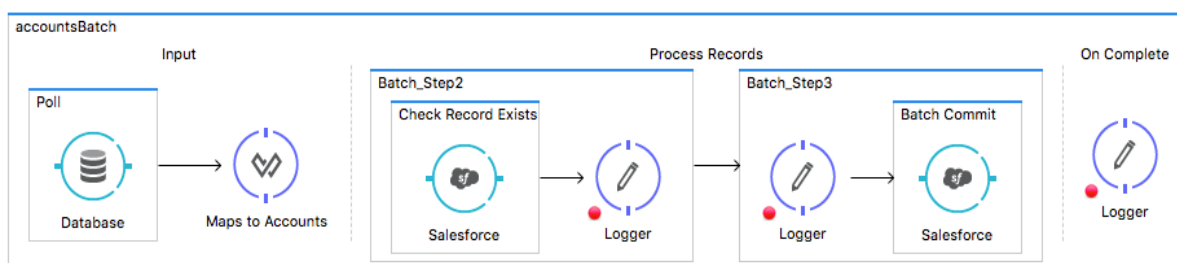 accountsBatch
Input
Process Records
On Complete
Poll
Database
Maps to Accounts
Batch_Step2
Check Record Exists
sf
Salesforce
Logger
Batch_Step3
Logger
Batch Commit
sf
Salesforce
Logger